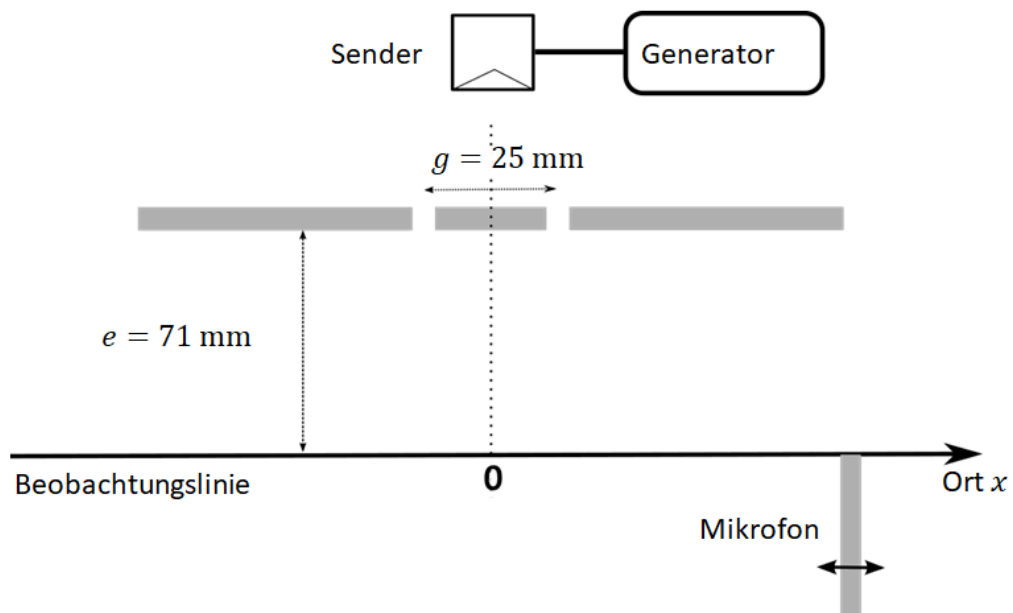 Sender
Generator
g = 25 mm
e = 71 mm
0
Beobachtungslinie
Ort x
Mikrofon